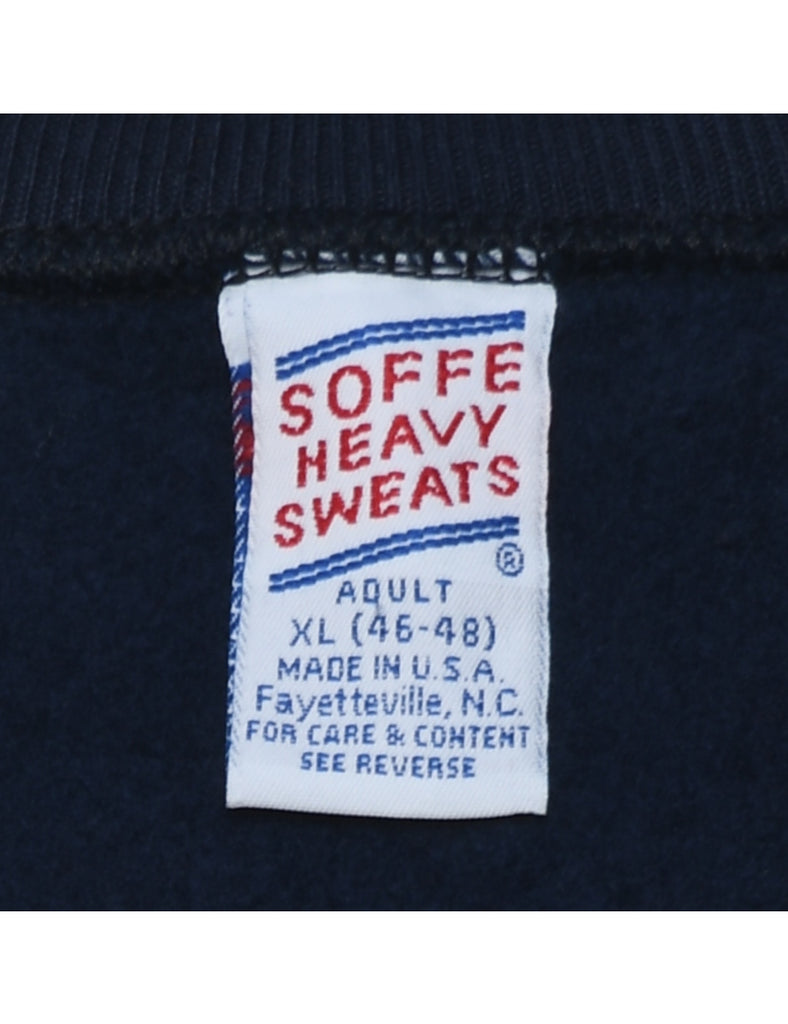 SOFFE
HEAVY
SWEATS
®
ADULT
XL (46-48)
MADE IN U.S.A.
Fayetteville, N.C.
FOR CARE & CONTENT
SEE REVERSE